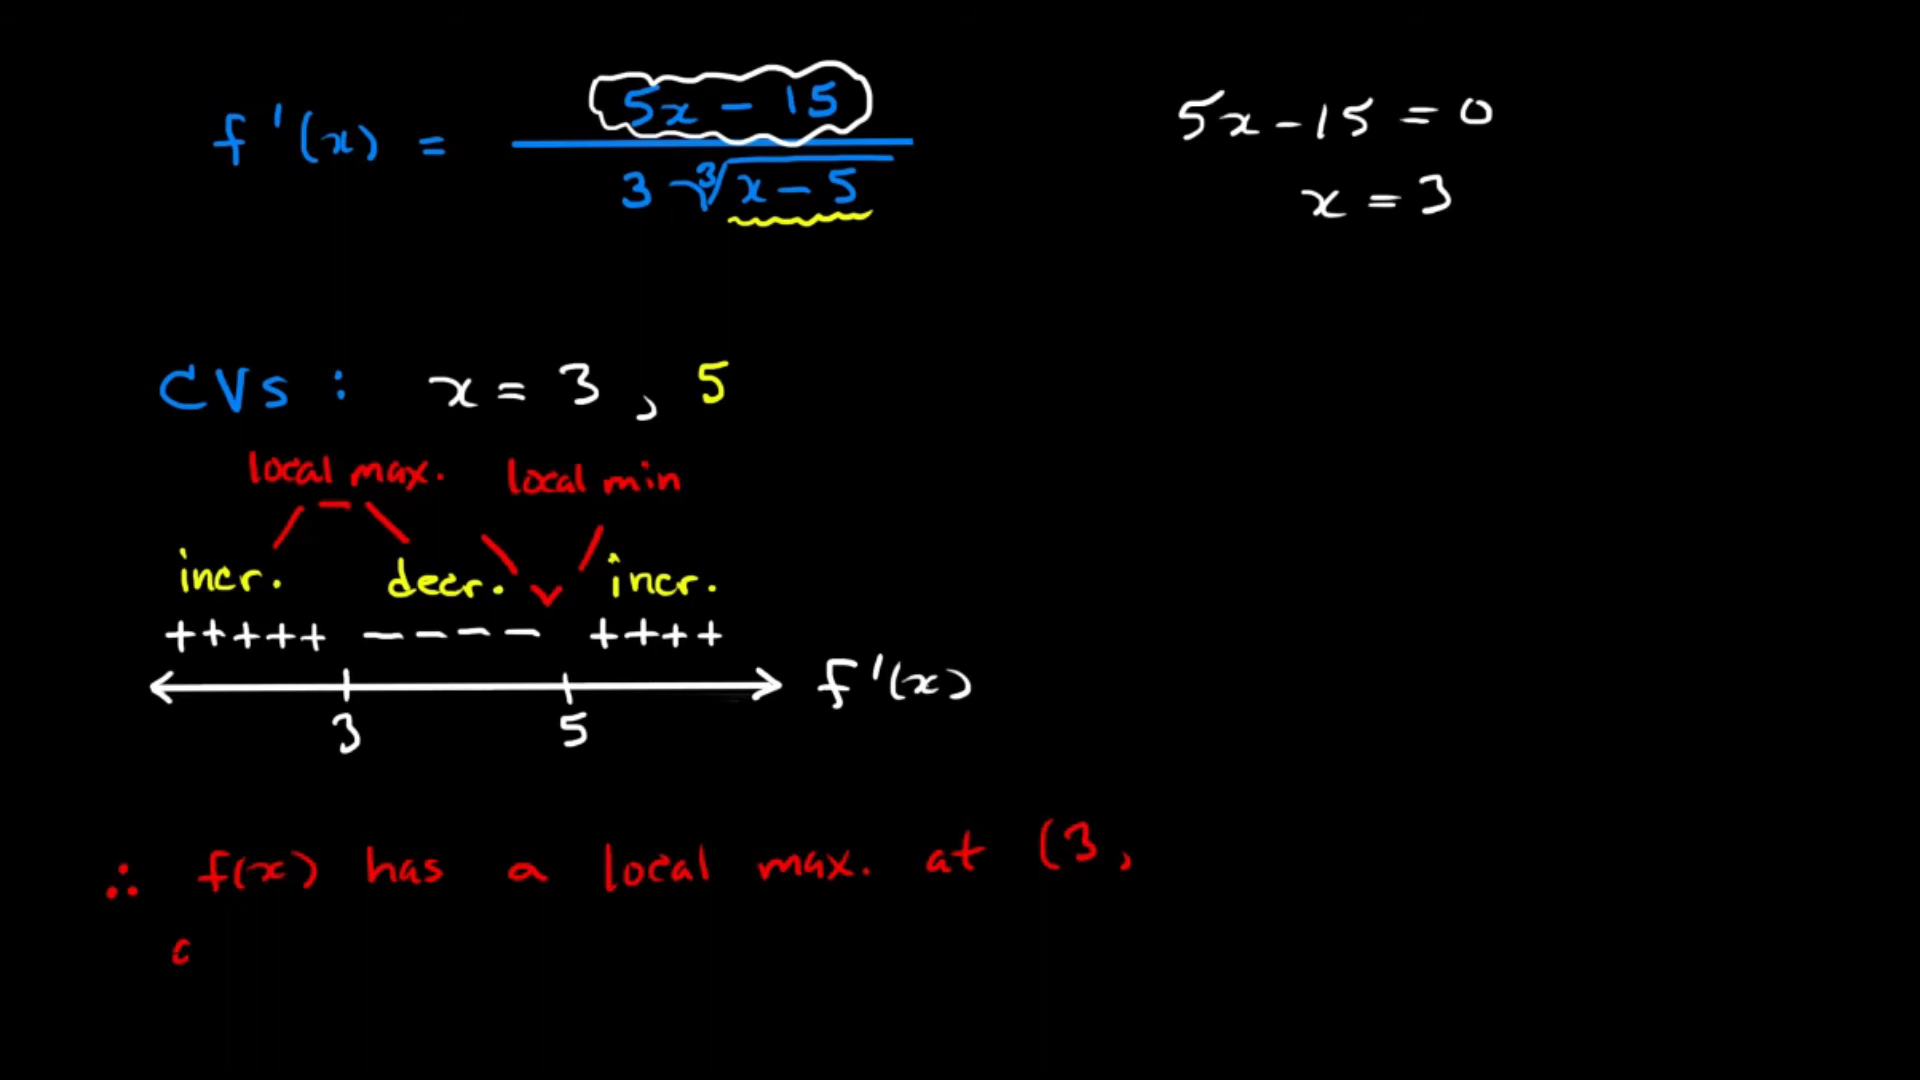 f'(x) = (5x - 15) / (3 ∛(x - 5))
5x - 15 = 0
x = 3
CVs : x = 3 , 5
local max. local min
incr. decr. incr.
+++++ ---- ++++
3 5 f'(x)
∴ f(x) has a local max. at (3 ,